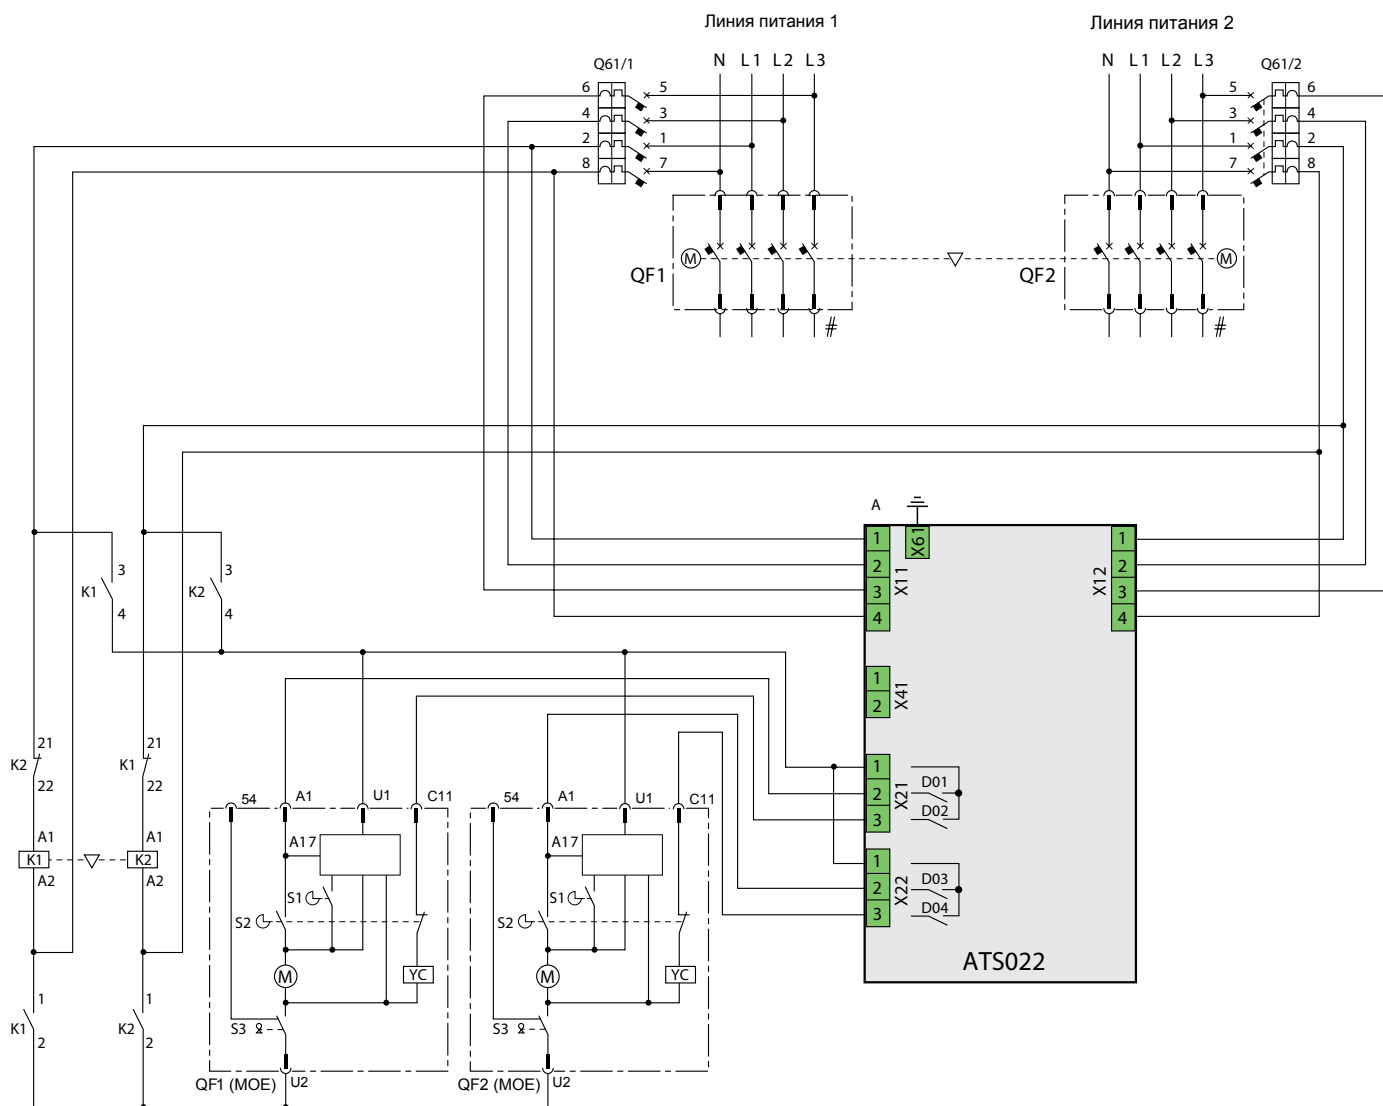 Линия питания 1
Линия питания 2
N L1 L2 L3
N L1 L2 L3
Q61/1
Q61/2
6 5
4 3
2 1
8 7
5 6
3 4
1 2
7 8
M
QF1
#
QF2
M
#
A
X61
1
2
3
4
X11
1
2
3
4
X12
3
K1
4
3
K2
4
1
2
X41
21
K2
22
21
K1
22
1
2
3
X21
D01
D02
1
2
3
X22
D03
D04
ATS022
A1
K1
A2
A1
K2
A2
1
K1
2
1
K2
2
54
A1
U1
C11
A17
S1
S2
M
YC
S3
QF1 (MOE)
U2
54
A1
U1
C11
A17
S1
S2
M
YC
S3
QF2 (MOE)
U2